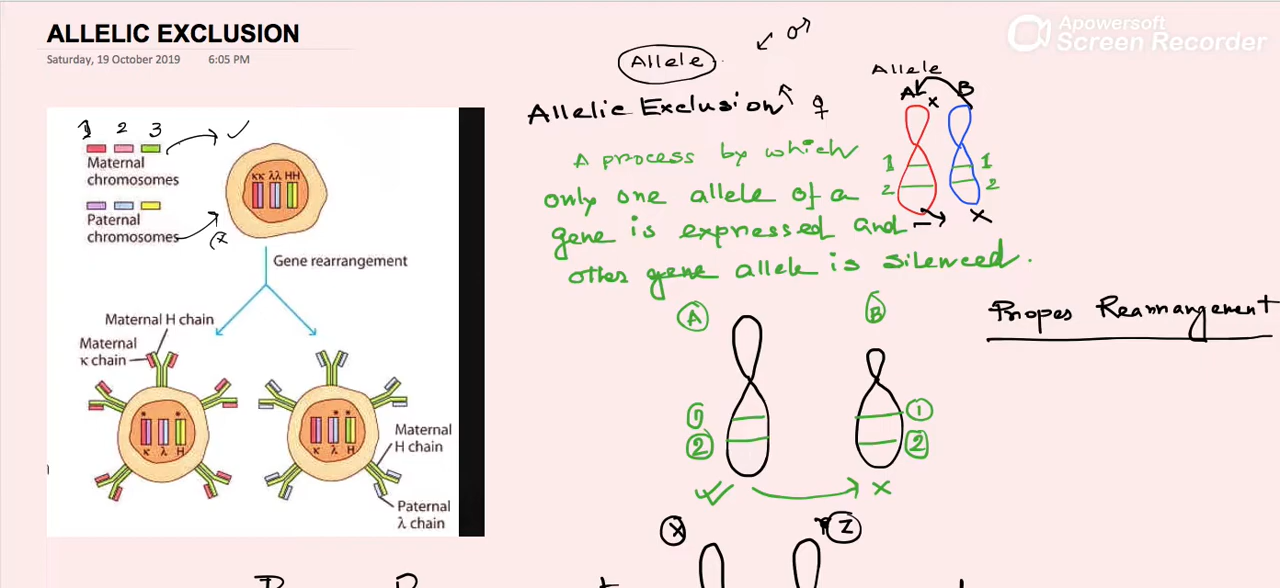 ALLELIC EXCLUSION
Saturday, 19 October 2019 6:05 PM
Apowersoft
Screen Recorder
Allele
Allelic Exclusion ♀
♂
A process by which
only one allele of a
gene is expressed and
other gene allele is silenced.
Allele
A x B
1 1
2 2
x
1 2 3
Maternal
chromosomes
Paternal
chromosomes
κκ λλ HH
Gene rearrangement
Maternal H chain
Maternal
κ chain
κ λ H
κ λ H
Maternal
H chain
Paternal
λ chain
A B
1 1
2 2
x
Proper Rearrangement
X Z